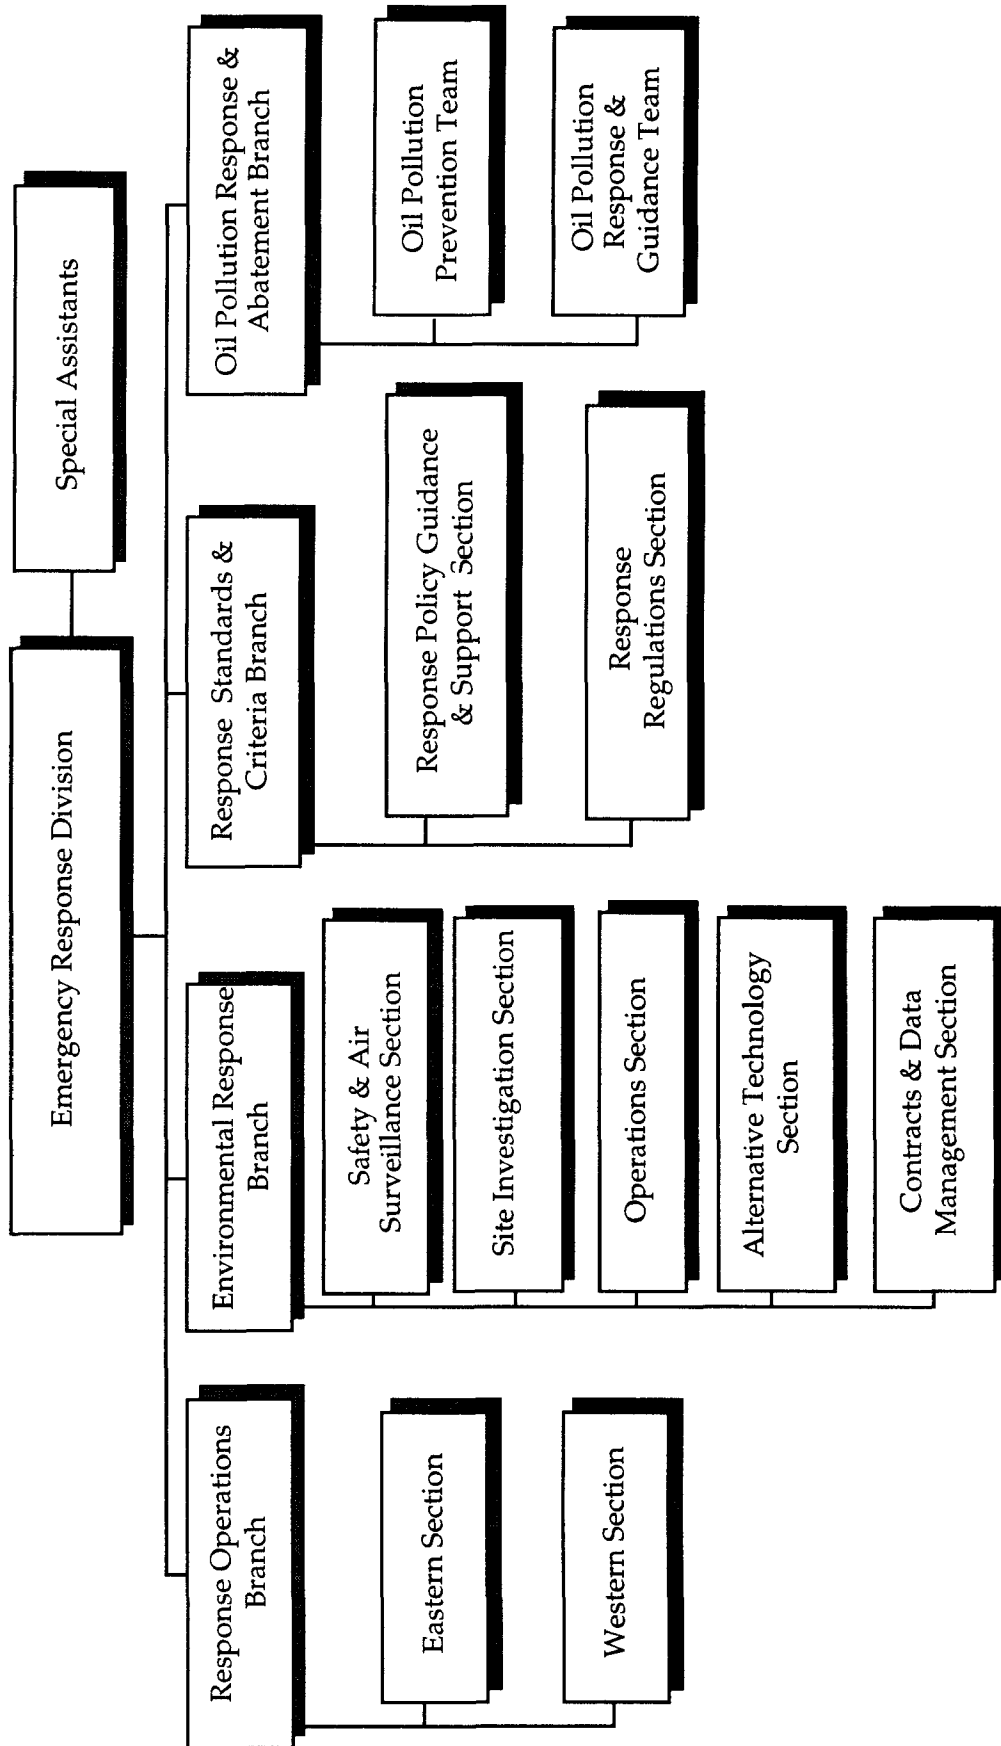 Emergency Response Division
Special Assistants
Response Operations
Branch
Eastern Section
Western Section
Environmental Response
Branch
Safety & Air
Surveillance Section
Site Investigation Section
Operations Section
Alternative Technology
Section
Contracts & Data
Management Section
Response Standards &
Criteria Branch
Response Policy Guidance
& Support Section
Response
Regulations Section
Oil Pollution Response &
Abatement Branch
Oil Pollution
Prevention Team
Oil Pollution
Response &
Guidance Team